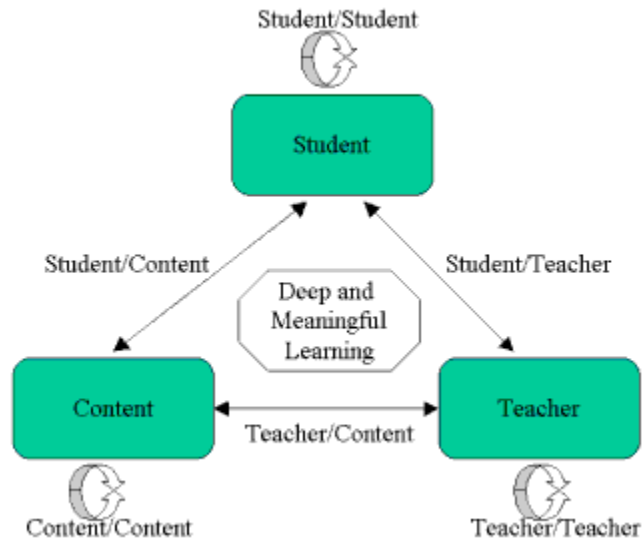 Student/Student
Student
Student/Content
Student/Teacher
Deep and
Meaningful
Learning
Content
Teacher
Teacher/Content
Content/Content
Teacher/Teacher